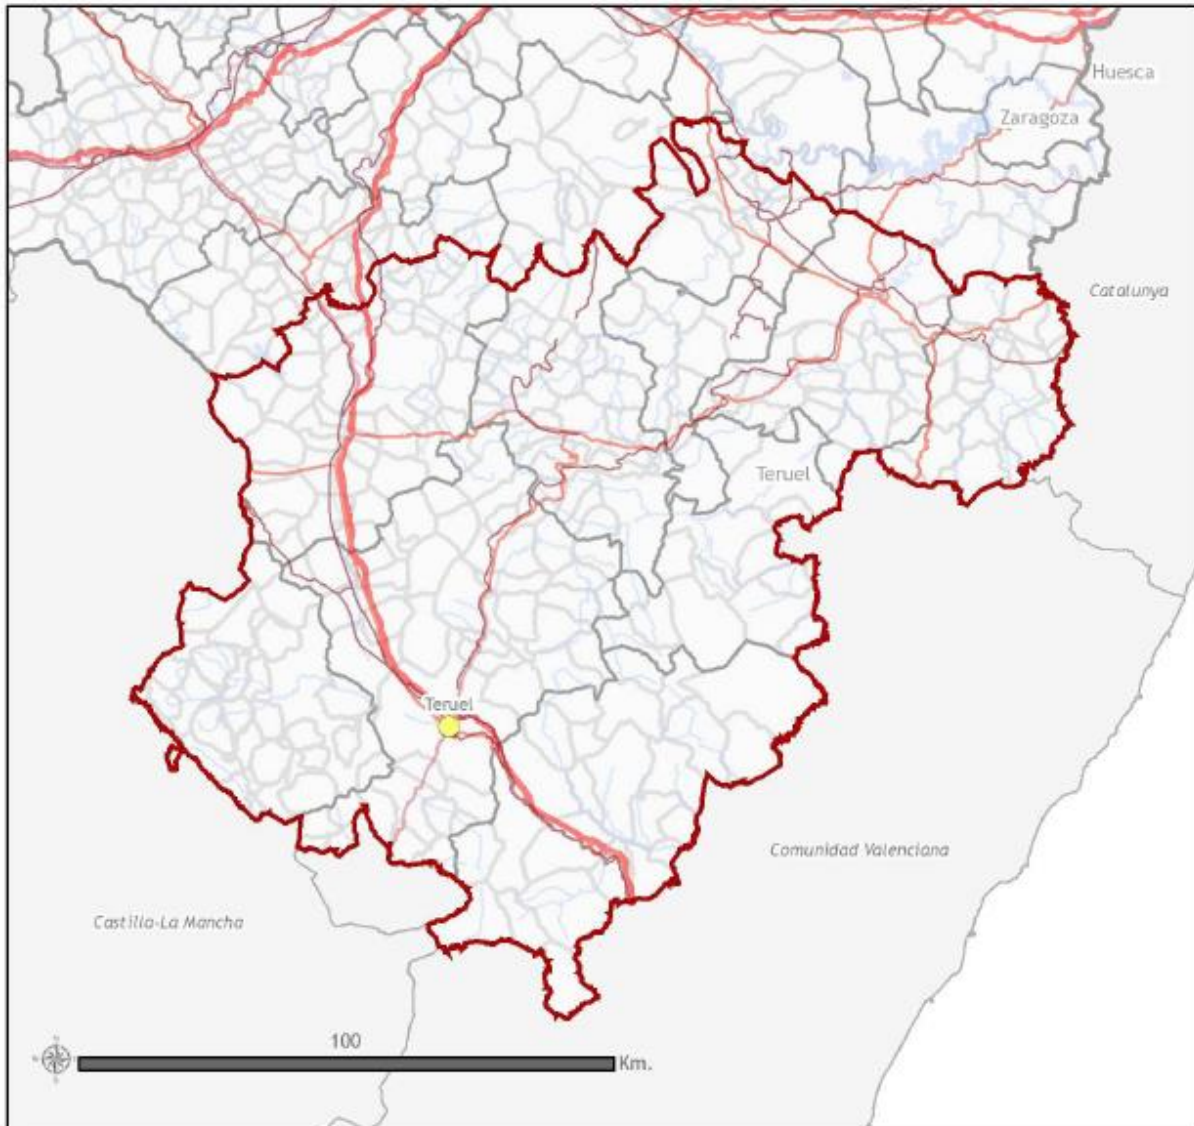 Huesca
Zaragoza
Catalunya
Teruel
Teruel
Comunidad Valenciana
Castilla-La Mancha
100
Km.